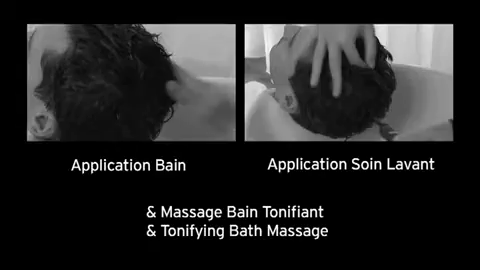 Application Bain
Application Soin Lavant
& Massage Bain Tonifiant
& Tonifying Bath Massage